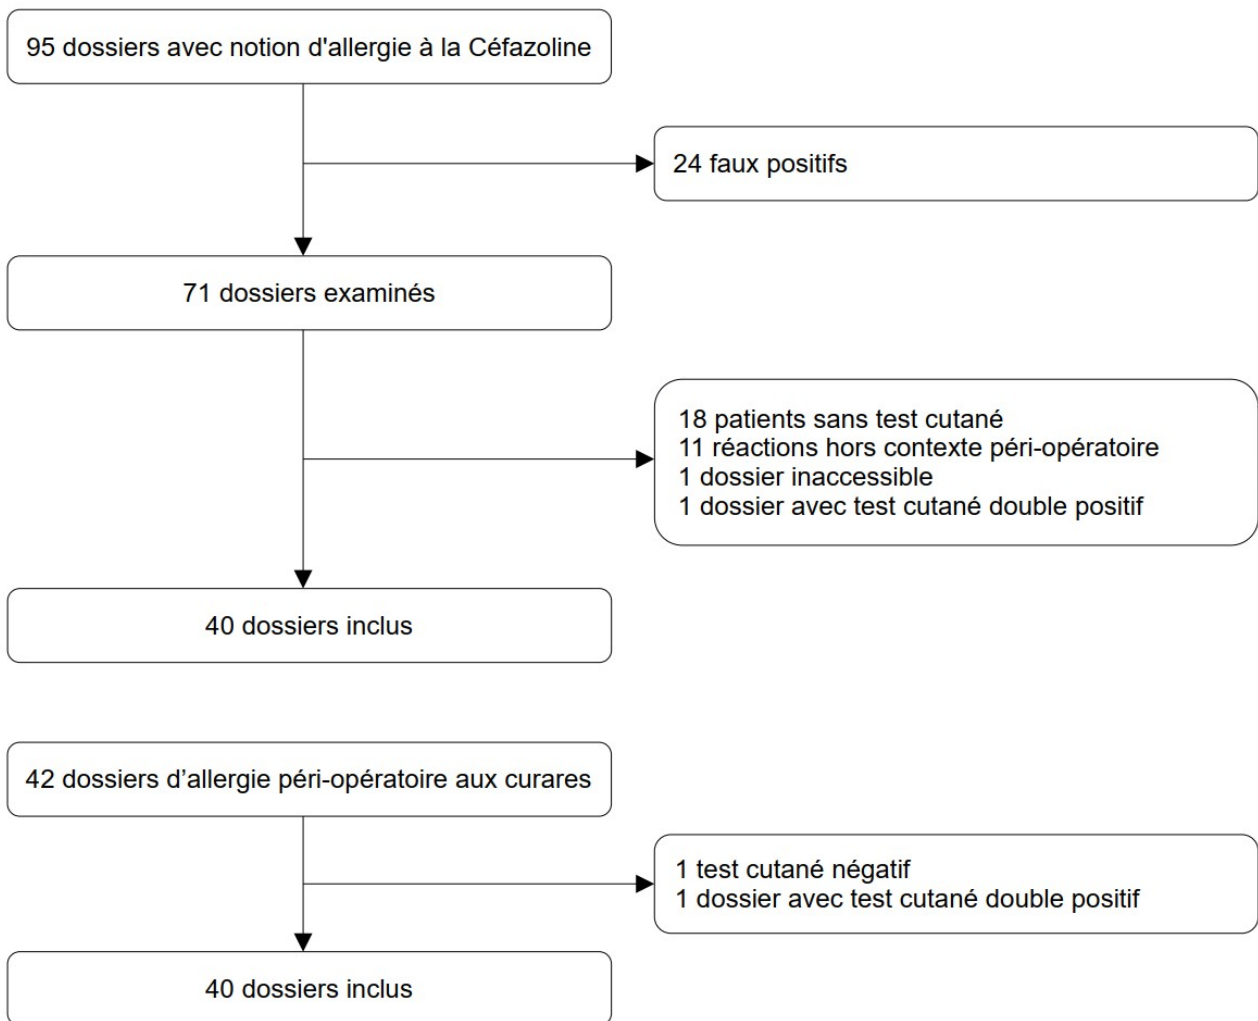 95 dossiers avec notion d'allergie à la Céfazoline
24 faux positifs
71 dossiers examinés
18 patients sans test cutané
11 réactions hors contexte péri-opératoire
1 dossier inaccessible
1 dossier avec test cutané double positif
40 dossiers inclus
42 dossiers d’allergie péri-opératoire aux curares
1 test cutané négatif
1 dossier avec test cutané double positif
40 dossiers inclus